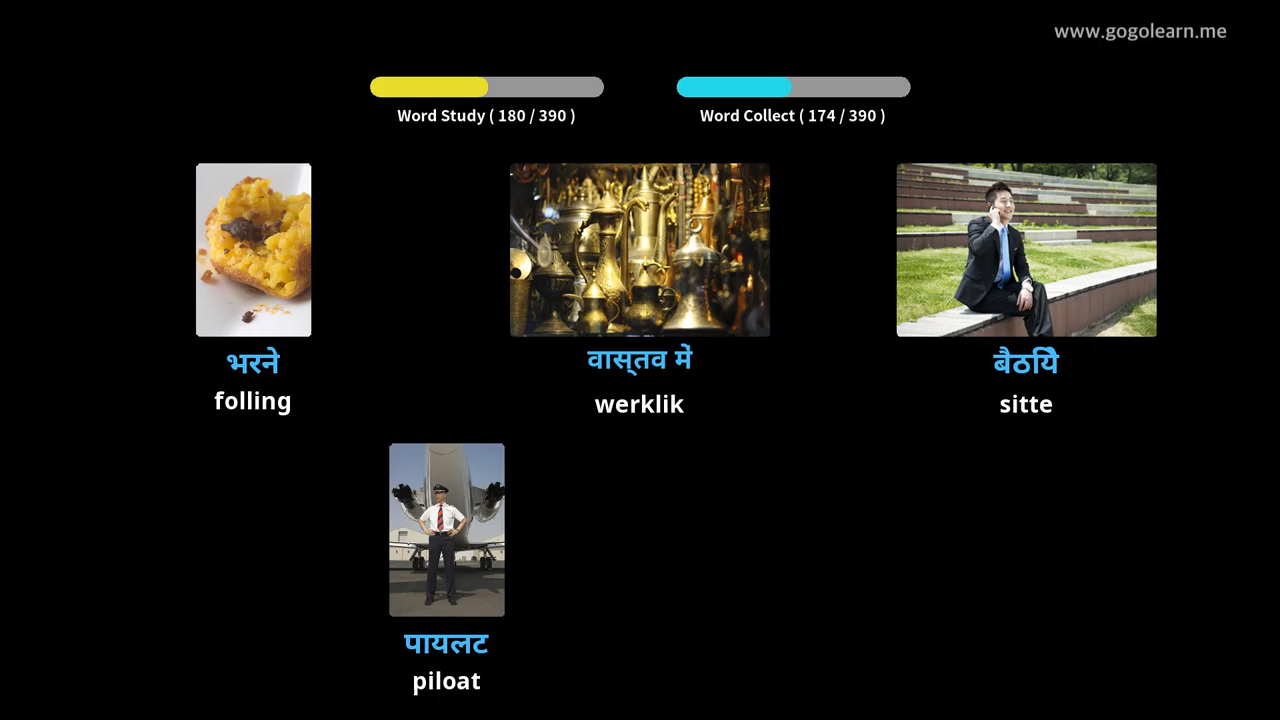 www.gogolearn.me
Word Study ( 180 / 390 )
Word Collect ( 174 / 390 )
भरने
folling
वास्तव में
werklik
बैठिये
sitte
पायलट
piloat